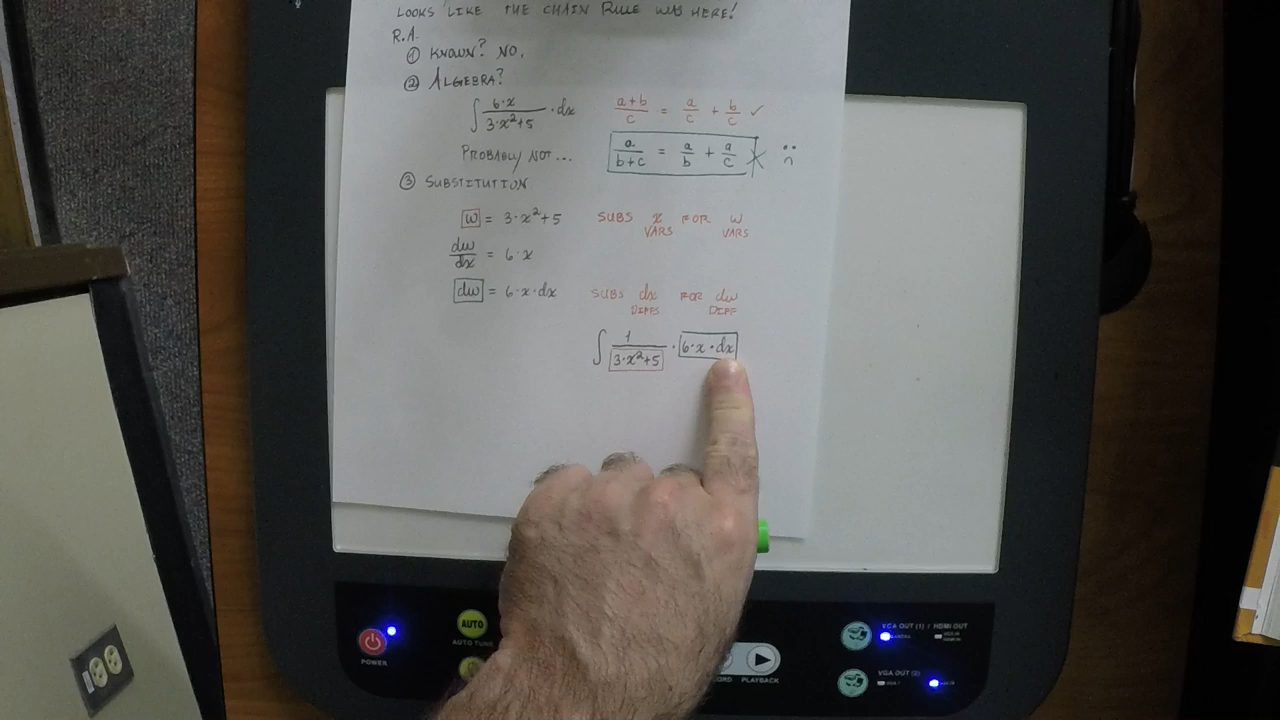 LOOKS LIKE THE CHAIN RULE WAS HERE!
R.A.
① KNOWN? NO.
② ALGEBRA?
∫ 6·x / 3·x²+5 · dx
a+b / c = a/c + b/c ✓
PROBABLY NOT...
a / b+c = a/b + a/c ✗
③ SUBSTITUTION
w = 3·x²+5
SUBS x FOR w
VARS VARS
dw/dx = 6·x
dw = 6·x·dx
SUBS dx FOR dw
DIFFS DIFF
∫ 1 / 3·x²+5 · 6·x·dx
AUTO
AUTO TUNE
POWER
PLAYBACK
VGA OUT (1) / HDMI OUT
VGA OUT (2)